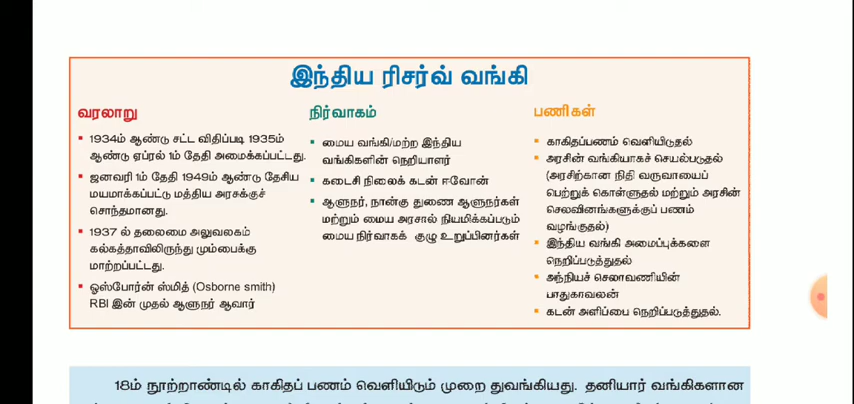 இந்திய ரிசர்வ் வங்கி
வரலாறு
1934ம் ஆண்டு சட்ட விதிப்படி 1935ம்
ஆண்டு ஏப்ரல் 1ம் தேதி அமைக்கப்பட்டது.
ஜனவரி 1ம் தேதி 1949ம் ஆண்டு தேசிய
மயமாக்கப்பட்டு மத்திய அரசுக்குச்
சொந்தமானது.
1937 ல் தலைமை அலுவலகம்
கல்கத்தாவிலிருந்து மும்பைக்கு
மாற்றப்பட்டது.
ஓஸ்போர்ன் ஸ்மித் (Osborne smith)
RBI இன் முதல் ஆளுநர் ஆவார்
நிர்வாகம்
மைய வங்கி/மற்ற இந்திய
வங்கிகளின் நெறியாளர்
கடைசி நிலைக் கடன் ஈவோன்
ஆளுநர், நான்கு துணை ஆளுநர்கள்
மற்றும் மைய அரசால் நியமிக்கப்படும்
மைய நிர்வாகக் குழு உறுப்பினர்கள்
பணிகள்
காகிதப்பணம் வெளியிடுதல்
அரசின் வங்கியாகச் செயல்படுதல்
(அரசிற்கான நிதி வருவாயைப்
பெற்றுக் கொள்ளுதல் மற்றும் அரசின்
செலவினங்களுக்குப் பணம்
வழங்குதல்)
இந்திய வங்கி அமைப்புக்களை
நெறிப்படுத்துதல்
அந்நியச் செலாவணியின்
பாதுகாவலன்
கடன் அளிப்பை நெறிப்படுத்துதல்.
18ம் நூற்றாண்டில் காகிதப் பணம் வெளியிடும் முறை துவங்கியது. தனியார் வங்கிகளான